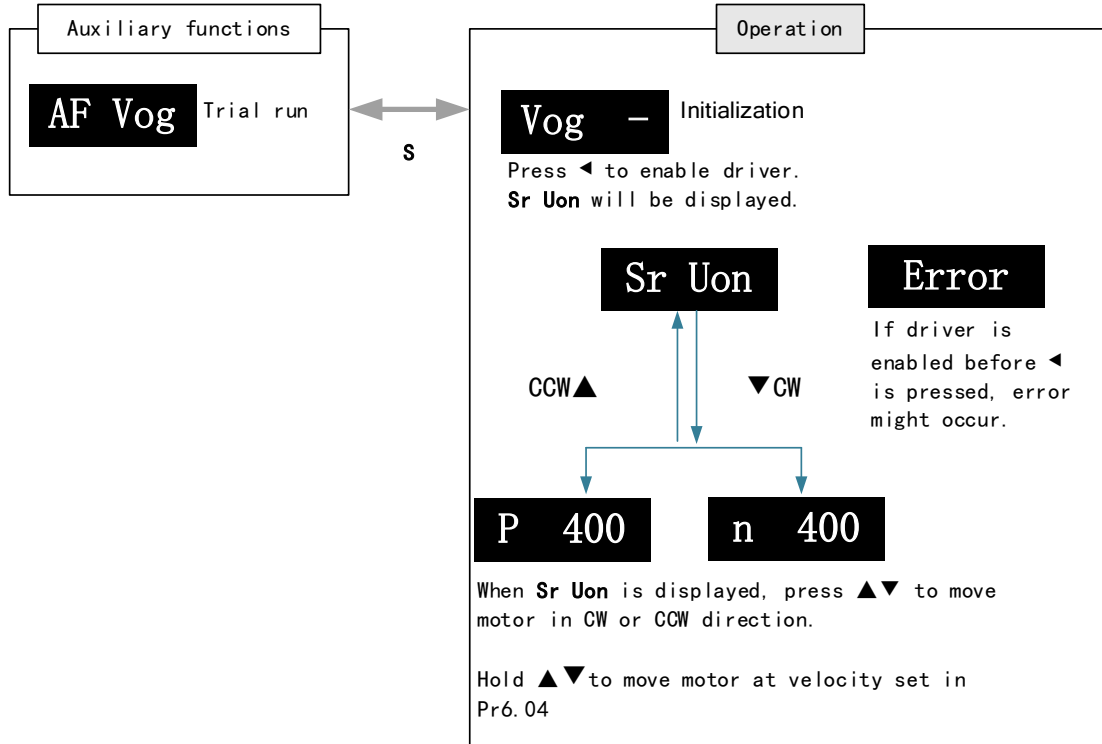 Auxiliary functions
AF Vog
Trial run
S
Operation
Vog －
Initialization
Press ◀ to enable driver.
Sr Uon will be displayed.
Sr Uon
Error
If driver is
enabled before ◀
is pressed, error
might occur.
CCW▲
▼CW
P 400
n 400
When Sr Uon is displayed, press ▲▼ to move
motor in CW or CCW direction.
Hold ▲▼to move motor at velocity set in
Pr6.04